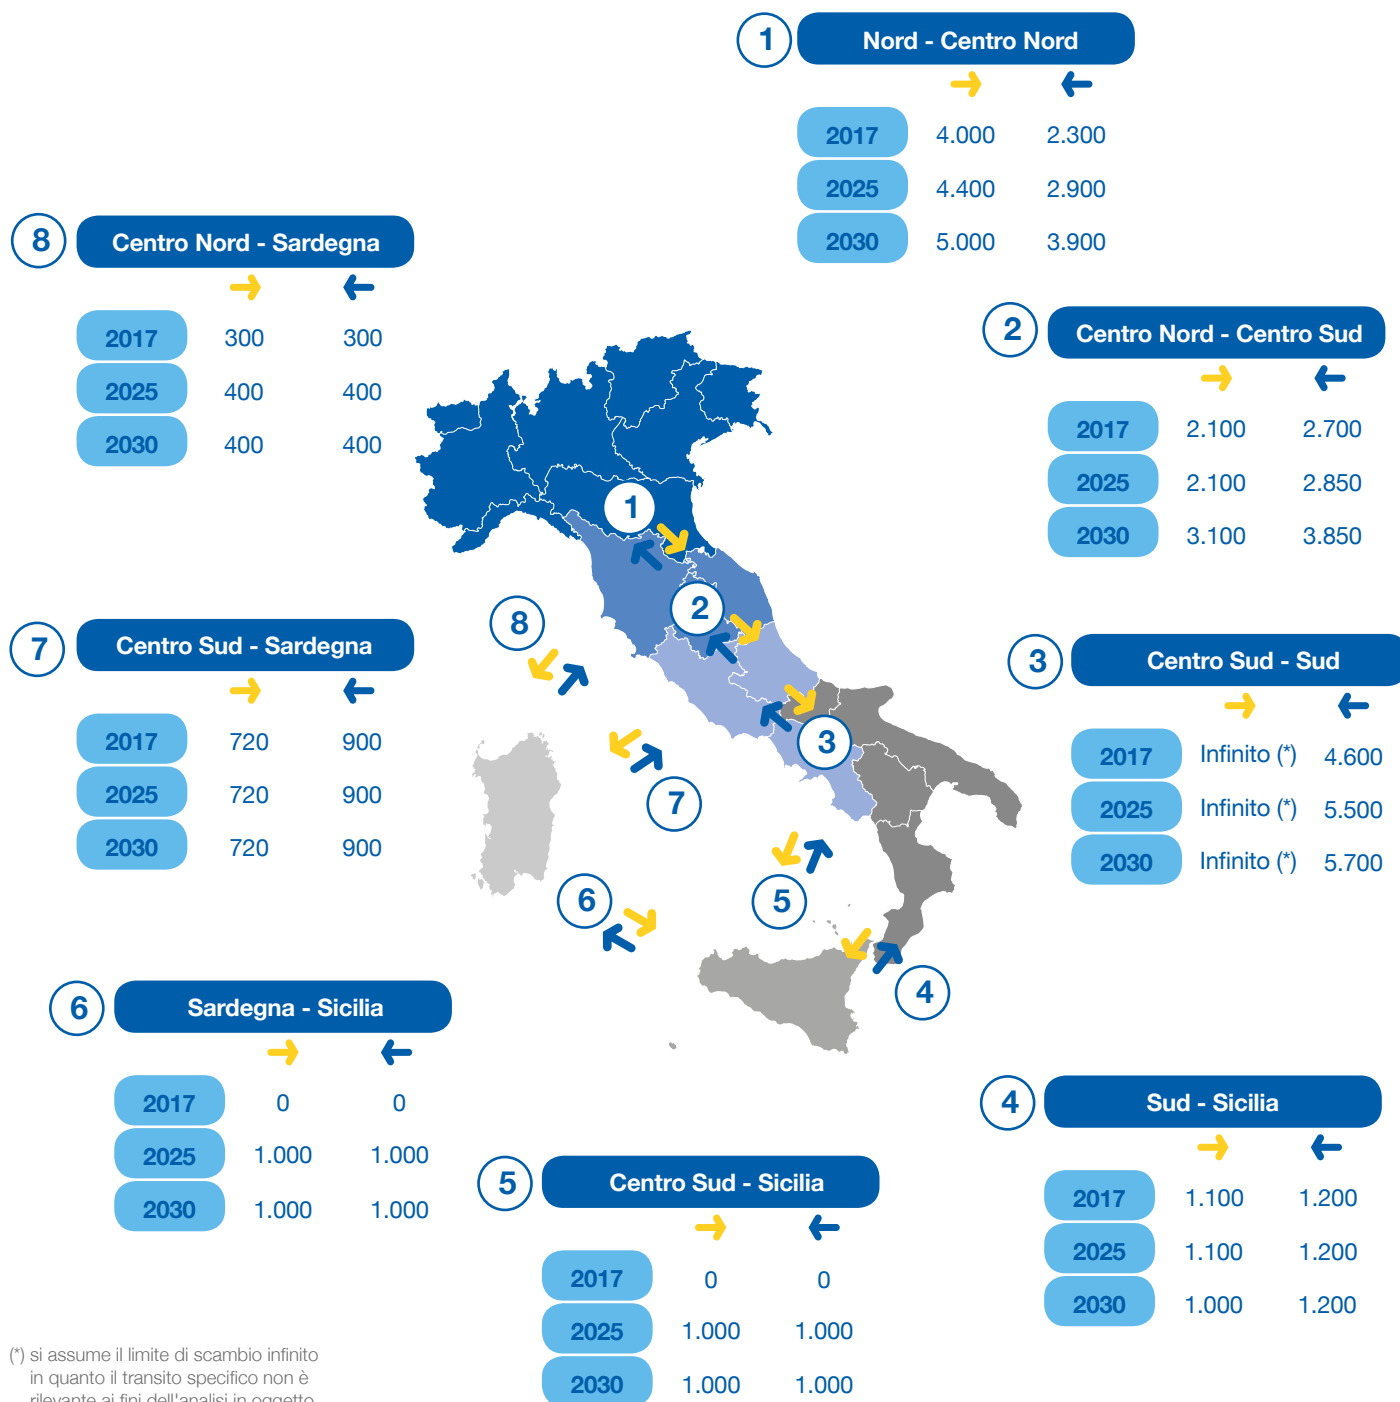 1
Nord - Centro Nord
2017 4.000 2.300
2025 4.400 2.900
2030 5.000 3.900
8
Centro Nord - Sardegna
2017 300 300
2025 400 400
2030 400 400
2
Centro Nord - Centro Sud
2017 2.100 2.700
2025 2.100 2.850
2030 3.100 3.850
7
Centro Sud - Sardegna
2017 720 900
2025 720 900
2030 720 900
3
Centro Sud - Sud
2017 Infinito (*) 4.600
2025 Infinito (*) 5.500
2030 Infinito (*) 5.700
1
2
8
3
7
6
5
4
6
Sardegna - Sicilia
2017 0 0
2025 1.000 1.000
2030 1.000 1.000
5
Centro Sud - Sicilia
2017 0 0
2025 1.000 1.000
2030 1.000 1.000
4
Sud - Sicilia
2017 1.100 1.200
2025 1.100 1.200
2030 1.000 1.200
(*) si assume il limite di scambio infinito
in quanto il transito specifico non è
rilevante ai fini dell'analisi in oggetto